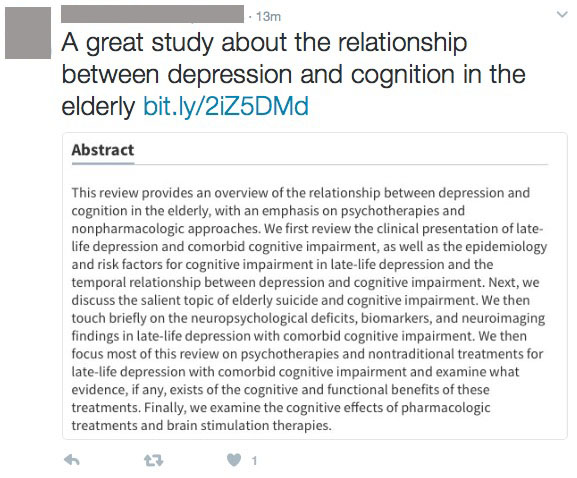 · 13m
A great study about the relationship
between depression and cognition in the
elderly bit.ly/2iZ5DMd
Abstract
This review provides an overview of the relationship between depression and
cognition in the elderly, with an emphasis on psychotherapies and
nonpharmacologic approaches. We first review the clinical presentation of late-
life depression and comorbid cognitive impairment, as well as the epidemiology
and risk factors for cognitive impairment in late-life depression and the
temporal relationship between depression and cognitive impairment. Next, we
discuss the salient topic of elderly suicide and cognitive impairment. We then
touch briefly on the neuropsychological deficits, biomarkers, and neuroimaging
findings in late-life depression with comorbid cognitive impairment. We then
focus most of this review on psychotherapies and nontraditional treatments for
late-life depression with comorbid cognitive impairment and examine what
evidence, if any, exists of the cognitive and functional benefits of these
treatments. Finally, we examine the cognitive effects of pharmacologic
treatments and brain stimulation therapies.
1